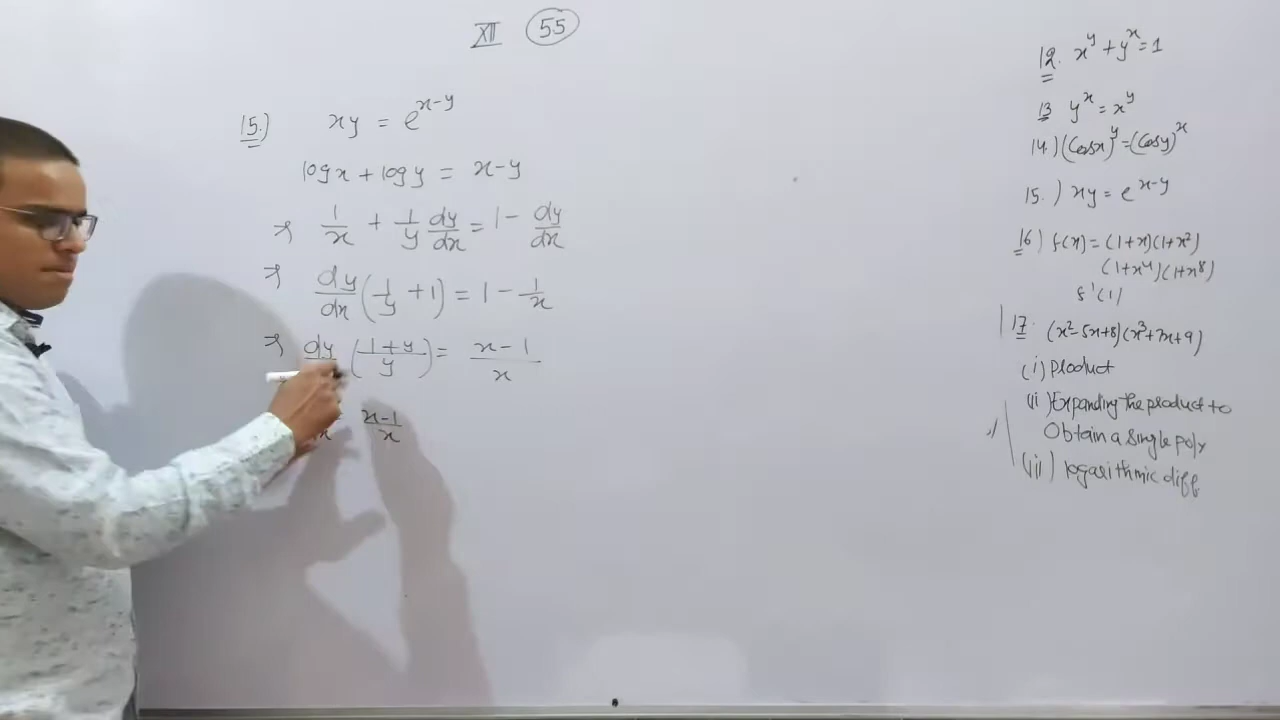 XII 55
15.) xy = e^{x-y}
log x + log y = x-y
⇒ 1/x + 1/y dy/dx = 1 - dy/dx
⇒ dy/dx (1/y + 1) = 1 - 1/x
⇒ dy (1+y/y) = x-1/x
x-1/x
12. x^y + y^x = 1
13 y^x = x^y
14.) (Cosx)^y = (Cosy)^x
15.) xy = e^{x-y}
16) f(x) = (1+x)(1+x²)
(1+x⁴)(1+x⁸)
f'(1)
17. (x²-5x+8)(x³+7x+9)
(i) Product
(ii) Expanding the product to
Obtain a single poly
(iii) logarithmic diff